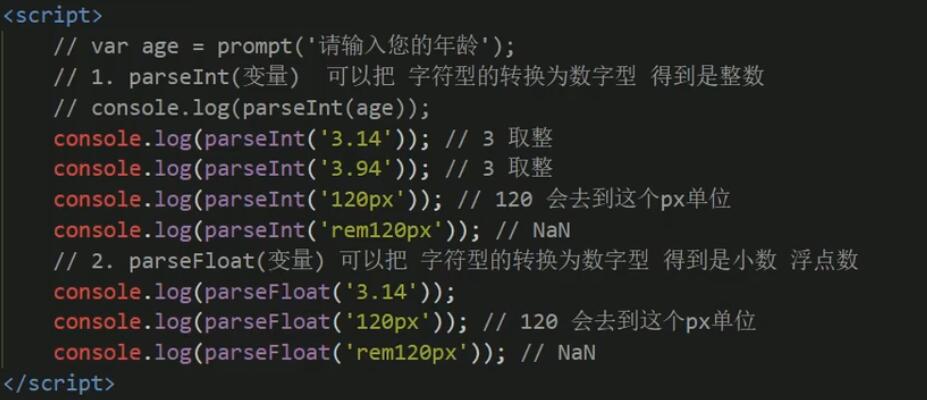 <script>
// var age = prompt('请输入您的年龄');
// 1. parseInt(变量)  可以把 字符型的转换为数字型 得到是整数
// console.log(parseInt(age));
console.log(parseInt('3.14')); // 3 取整
console.log(parseInt('3.94')); // 3 取整
console.log(parseInt('120px')); // 120 会去到这个px单位
console.log(parseInt('rem120px')); // NaN
// 2. parseFloat(变量) 可以把 字符型的转换为数字型 得到是小数 浮点数
console.log(parseFloat('3.14'));
console.log(parseFloat('120px')); // 120 会去到这个px单位
console.log(parseFloat('rem120px')); // NaN
</script>